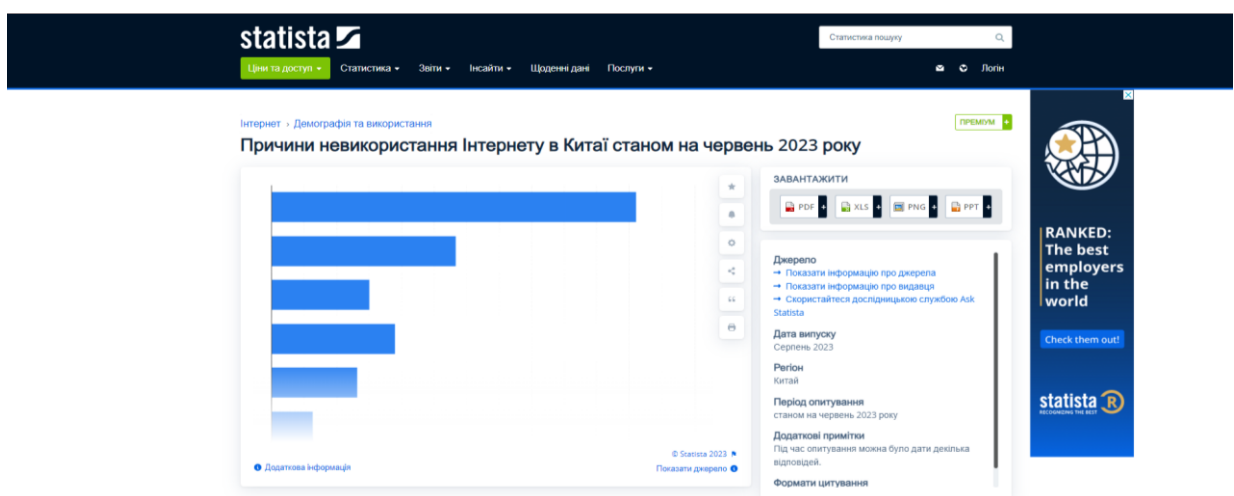 statista
Статистика пошуку
Ціни та доступ
Статистика
Звіти
Інсайти
Щоденні дані
Послуги
Логін
Інтернет › Демографія та використання
ПРЕМІУМ +
Причини невикористання Інтернету в Китаї станом на червень 2023 року
© Statista 2023
Додаткова інформація
Показати джерело
ЗАВАНТАЖИТИ
PDF +
XLS +
PNG +
PPT +
Джерело
→ Показати інформацію про джерела
→ Показати інформацію про видавця
→ Скористайтеся дослідницькою службою Ask
Statista
Дата випуску
Серпень 2023
Регіон
Китай
Період опитування
станом на червень 2023 року
Додаткові примітки
Під час опитування можна було дати декілька
відповідей.
Формати цитування
RANKED:
The best
employers
in the
world
Check them out!
statista R
RECOGNIZING THE BEST